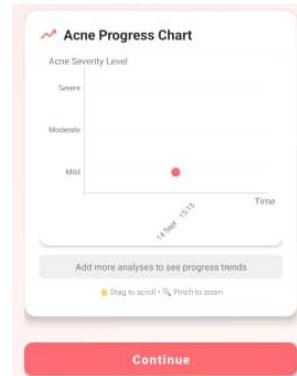 Acne Progress Chart
Acne Severity Level
Severe
Moderate
Mild
Time
14 Sept 15:13
Add more analyses to see progress trends
Drag to scroll • Pinch to zoom
Continue